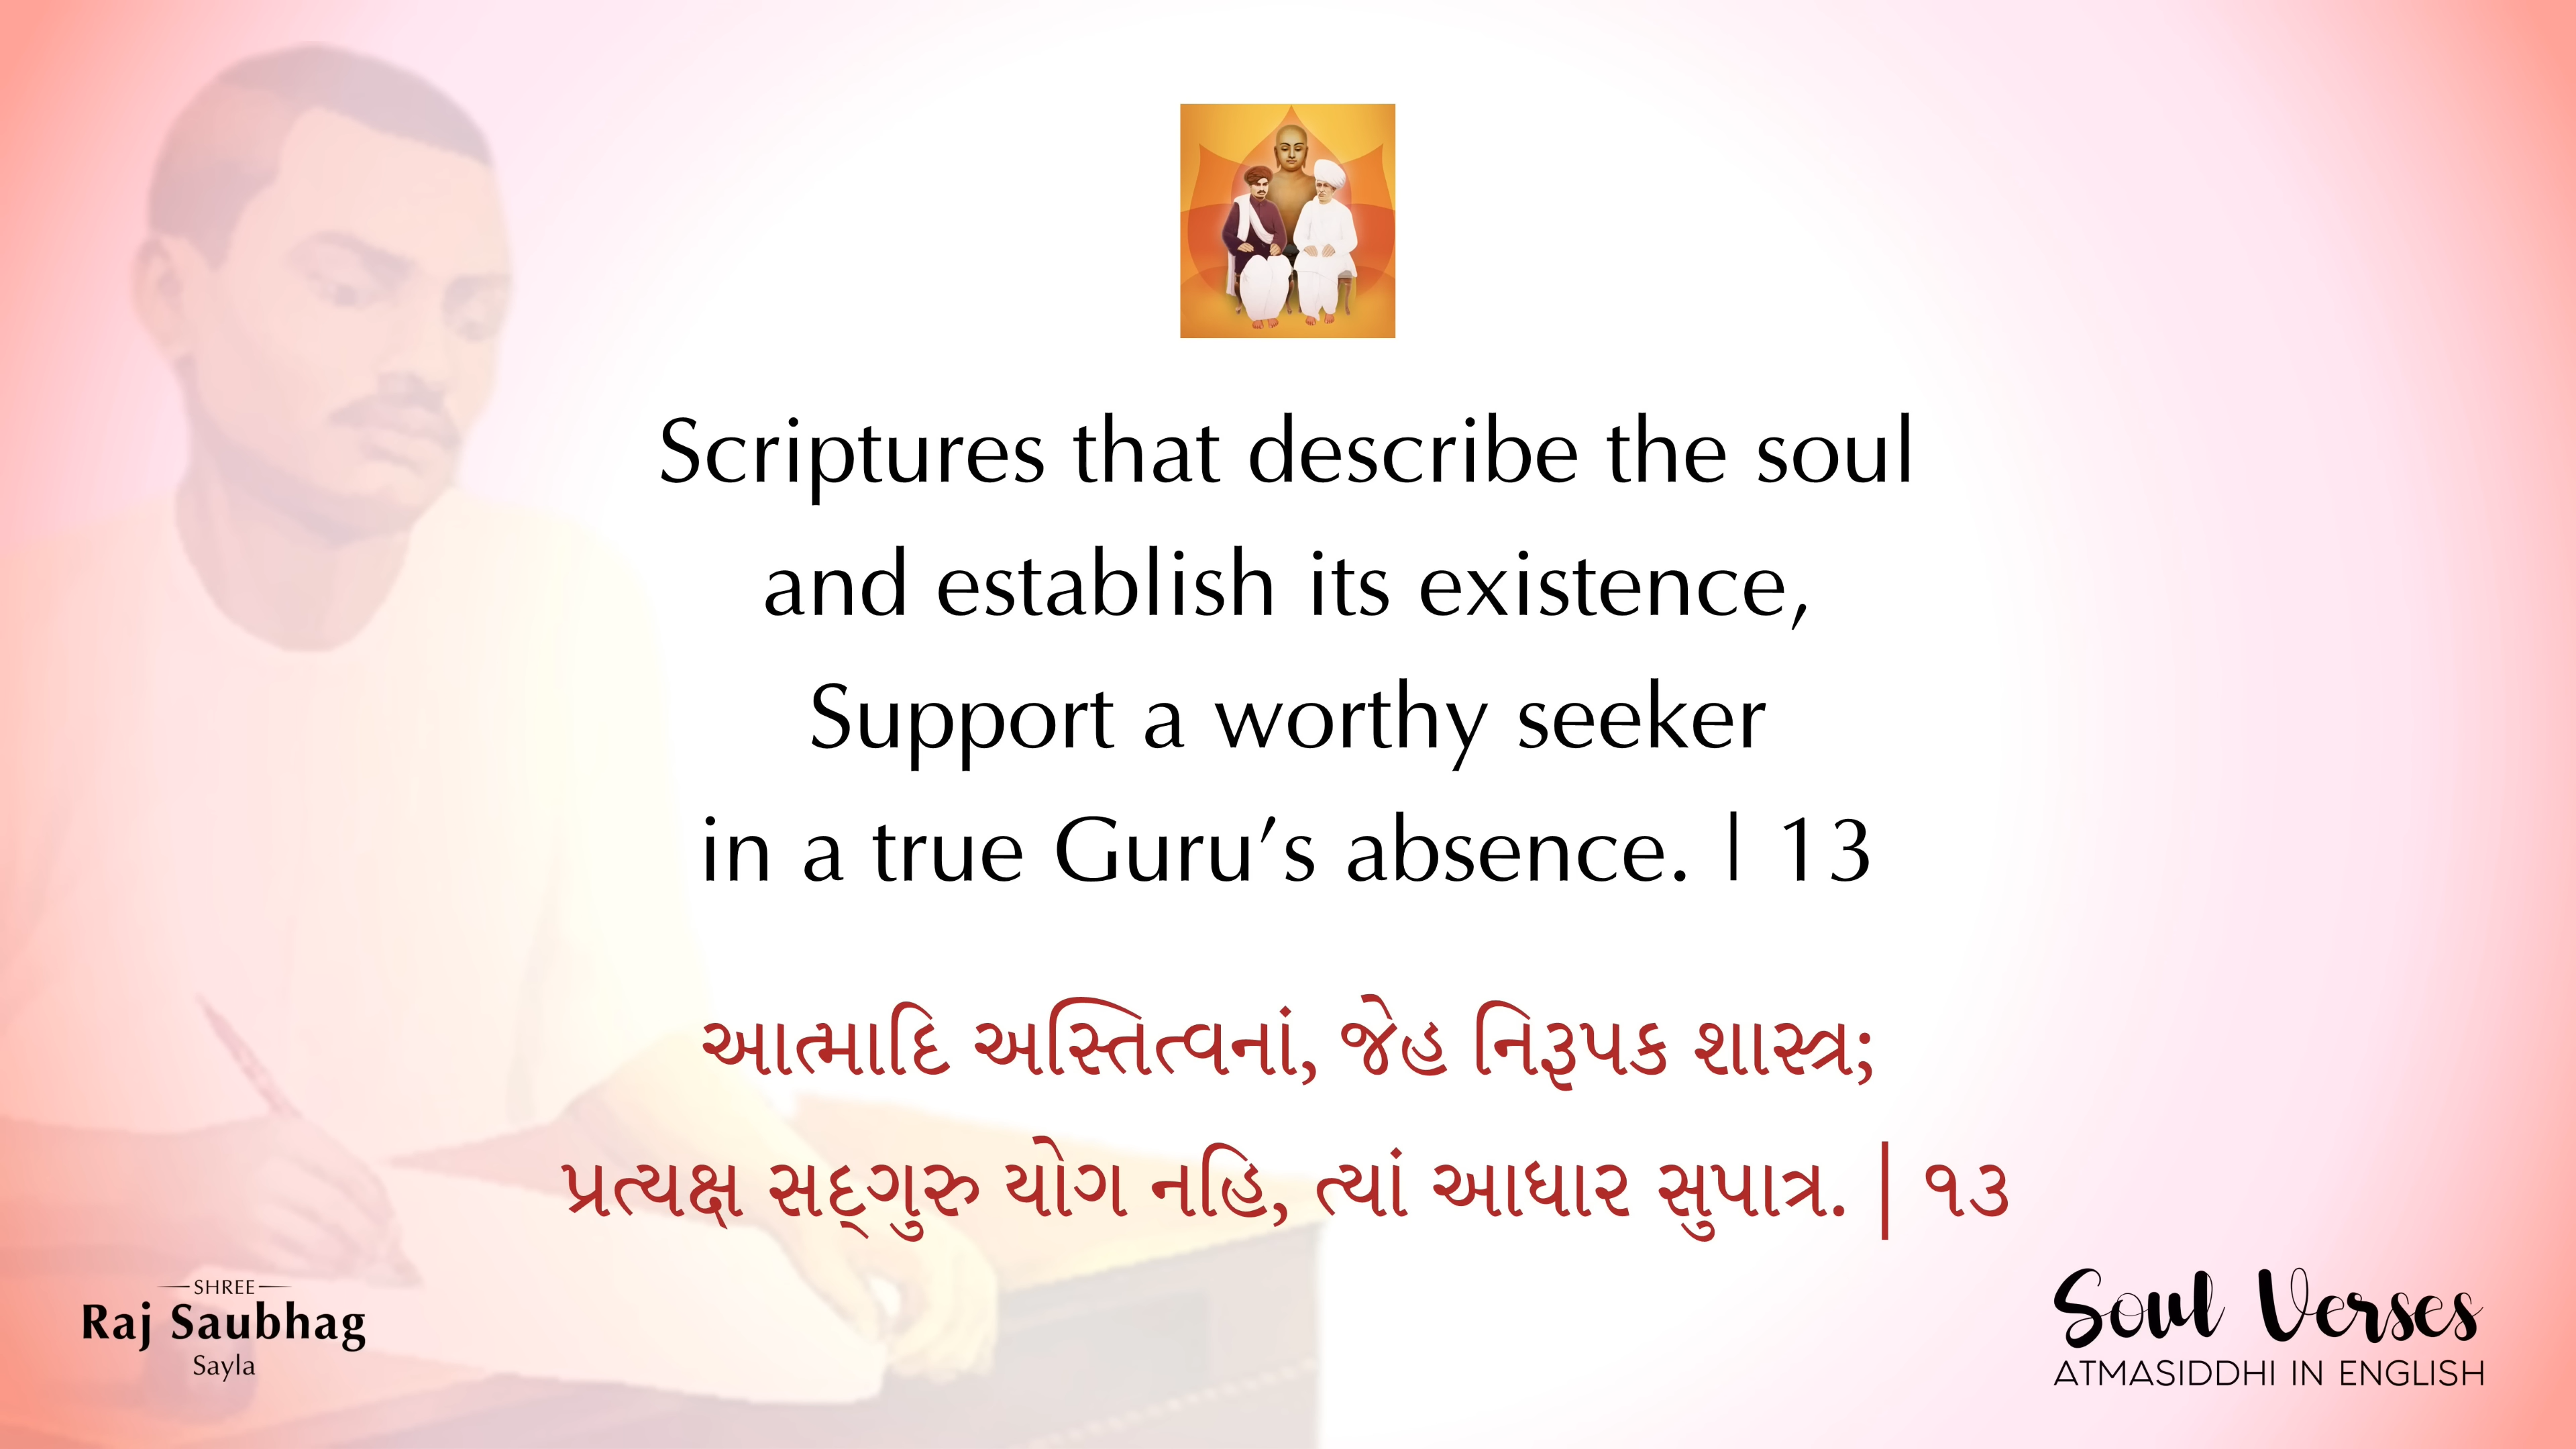 Scriptures that describe the soul
and establish its existence,
Support a worthy seeker
in a true Guru’s absence. | 13
આત્માદિ અસ્તિત્વનાં, જેહ નિરૂપક શાસ્ત્ર;
પ્રત્યક્ષ સદ્‌ગુરુ યોગ નહિ, ત્યાં આધાર સુપાત્ર. | ૧૩
SHREE
Raj Saubhag
Sayla
Soul Verses
ATMASIDDHI IN ENGLISH